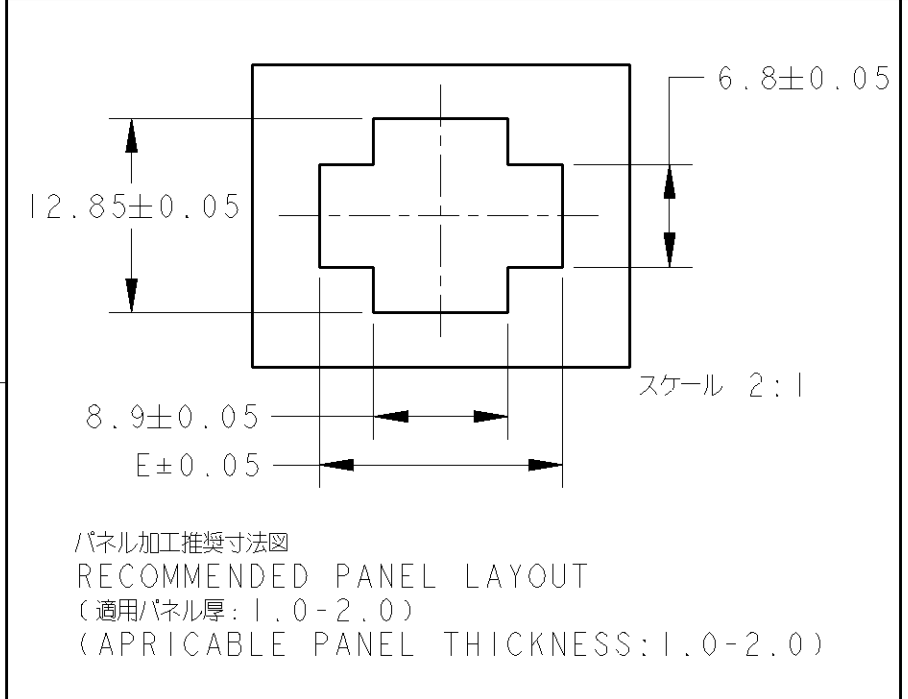 6.8±0.05
12.85±0.05
スケール 2:1
8.9±0.05
E±0.05
パネル加工推奨寸法図
RECOMMENDED PANEL LAYOUT
(適用パネル厚:1.0-2.0)
(APRICABLE PANEL THICKNESS:1.0-2.0)